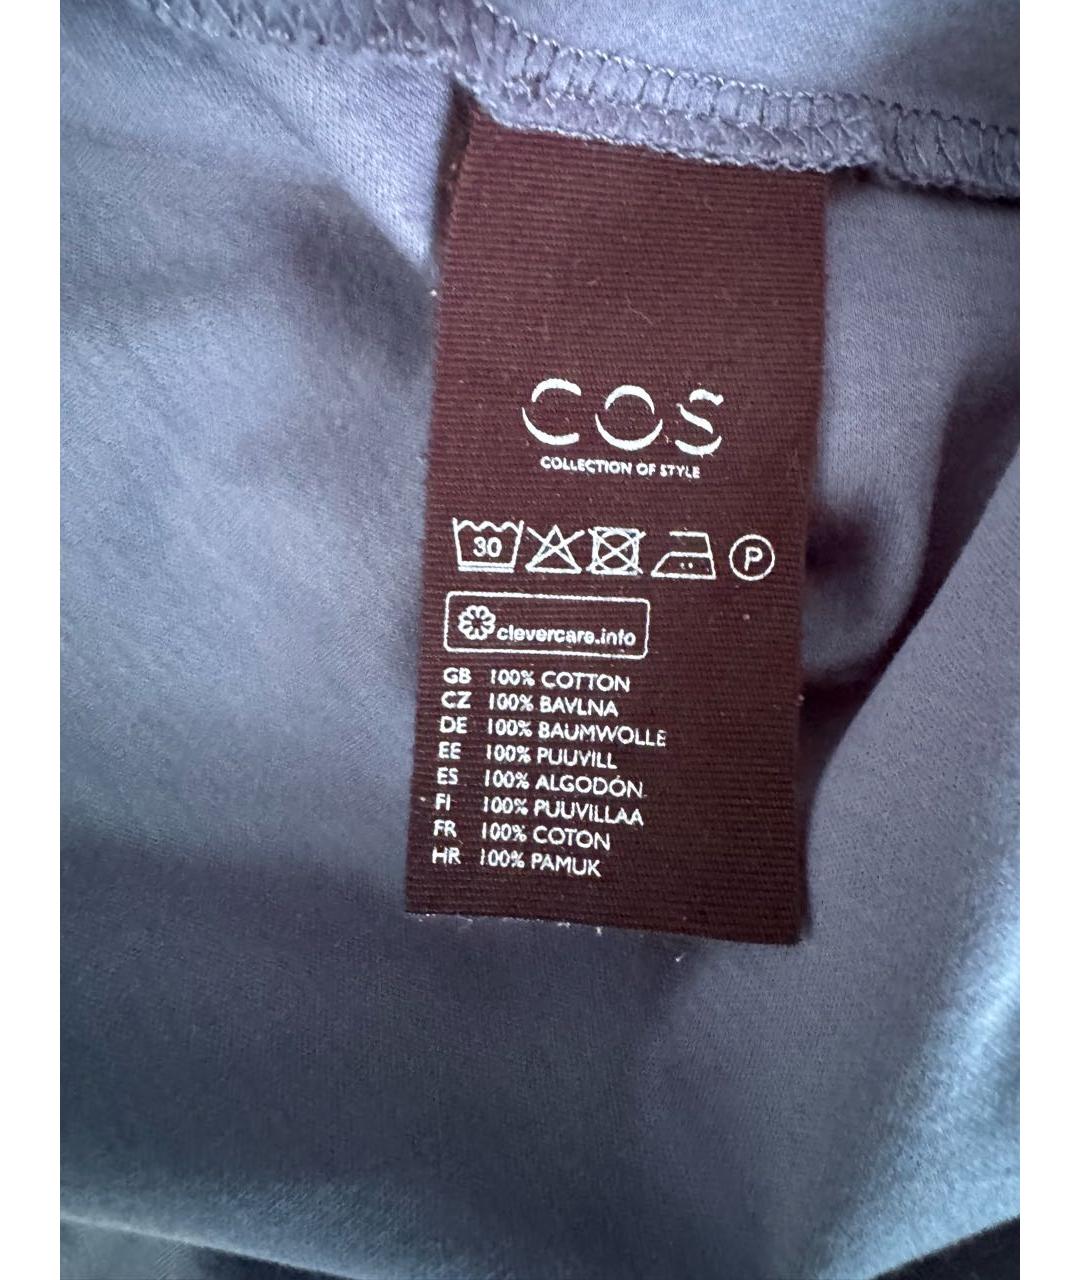 COS
COLLECTION OF STYLE
30 P
clevercare.info
GB 100% COTTON
CZ 100% BAVLNA
DE 100% BAUMWOLLE
EE 100% PUUVILL
ES 100% ALGODÓN
FI 100% PUUVILLAA
FR 100% COTON
HR 100% PAMUK